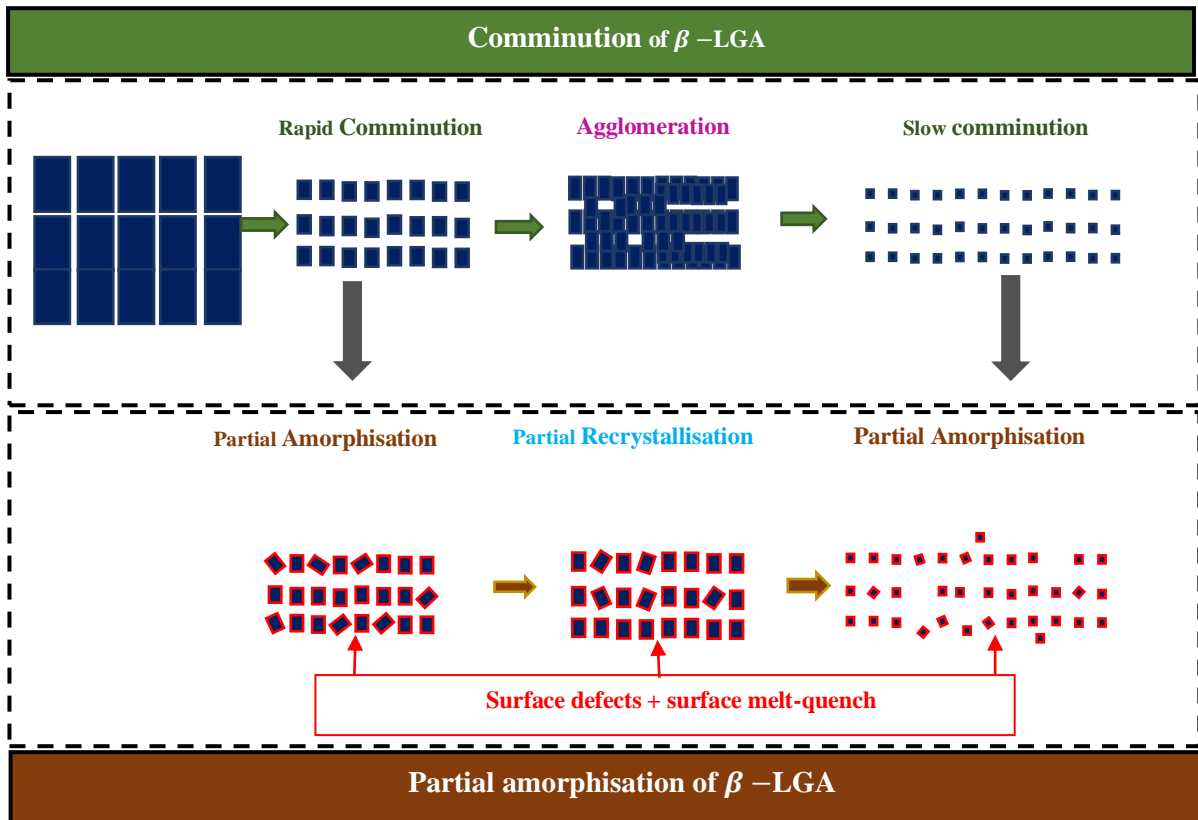 Comminution of β −LGA
Rapid Comminution
Agglomeration
Slow comminution
Partial Amorphisation
Partial Recrystallisation
Partial Amorphisation
Surface defects + surface melt-quench
Partial amorphisation of β −LGA